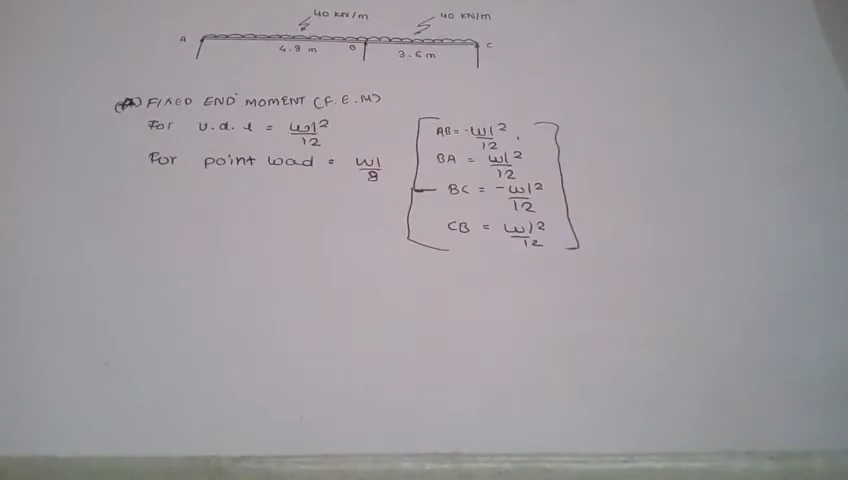 40 KN/m 40 KN/m
A B C
4.8 m 3.6 m
(A) FIXED END MOMENT (F.E.M)
For u.d.l = wl²/12
For point load = wl/8
AB = -wl²/12
BA = wl²/12
BC = -wl²/12
CB = wl²/12